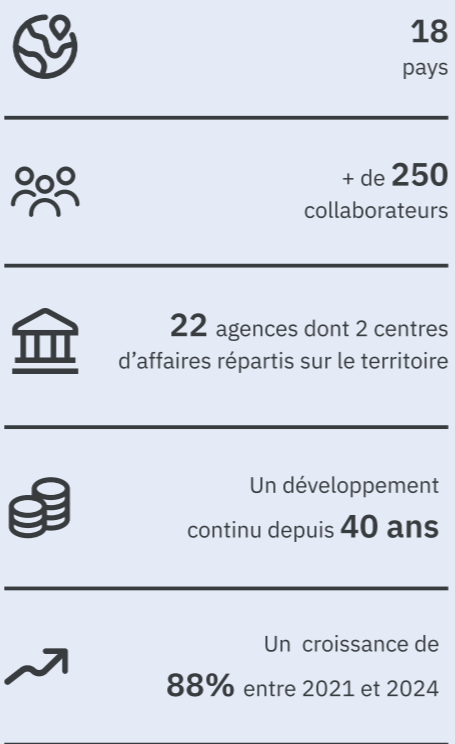 18
pays
+ de 250
collaborateurs
22 agences dont 2 centres
d’affaires répartis sur le territoire
Un développement
continu depuis 40 ans
Un  croissance de
88% entre 2021 et 2024